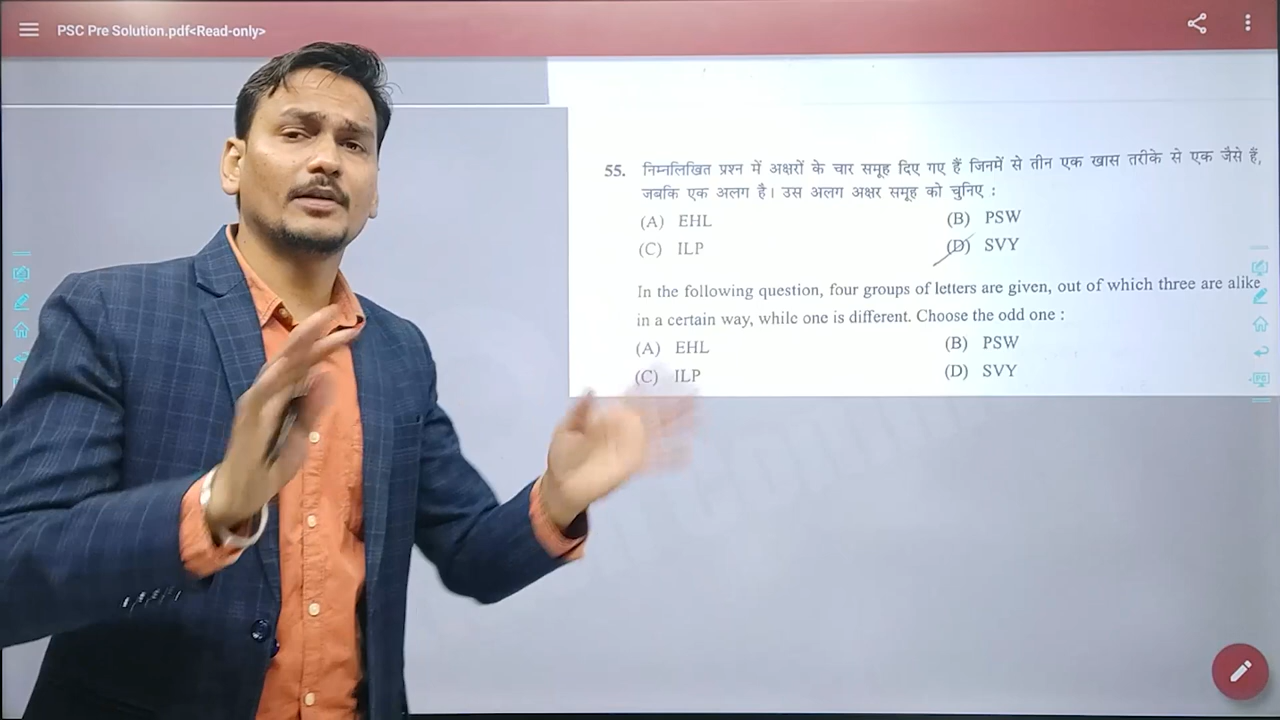 PSC Pre Solution.pdf<Read-only>
55. निम्नलिखित प्रश्न में अक्षरों के चार समूह दिए गए हैं जिनमें से तीन एक खास तरीके से एक जैसे हैं,
जबकि एक अलग है। उस अलग अक्षर समूह को चुनिए :
(A) EHL (B) PSW
(C) ILP (D) SVY
In the following question, four groups of letters are given, out of which three are alike
in a certain way, while one is different. Choose the odd one :
(A) EHL (B) PSW
(C) ILP (D) SVY